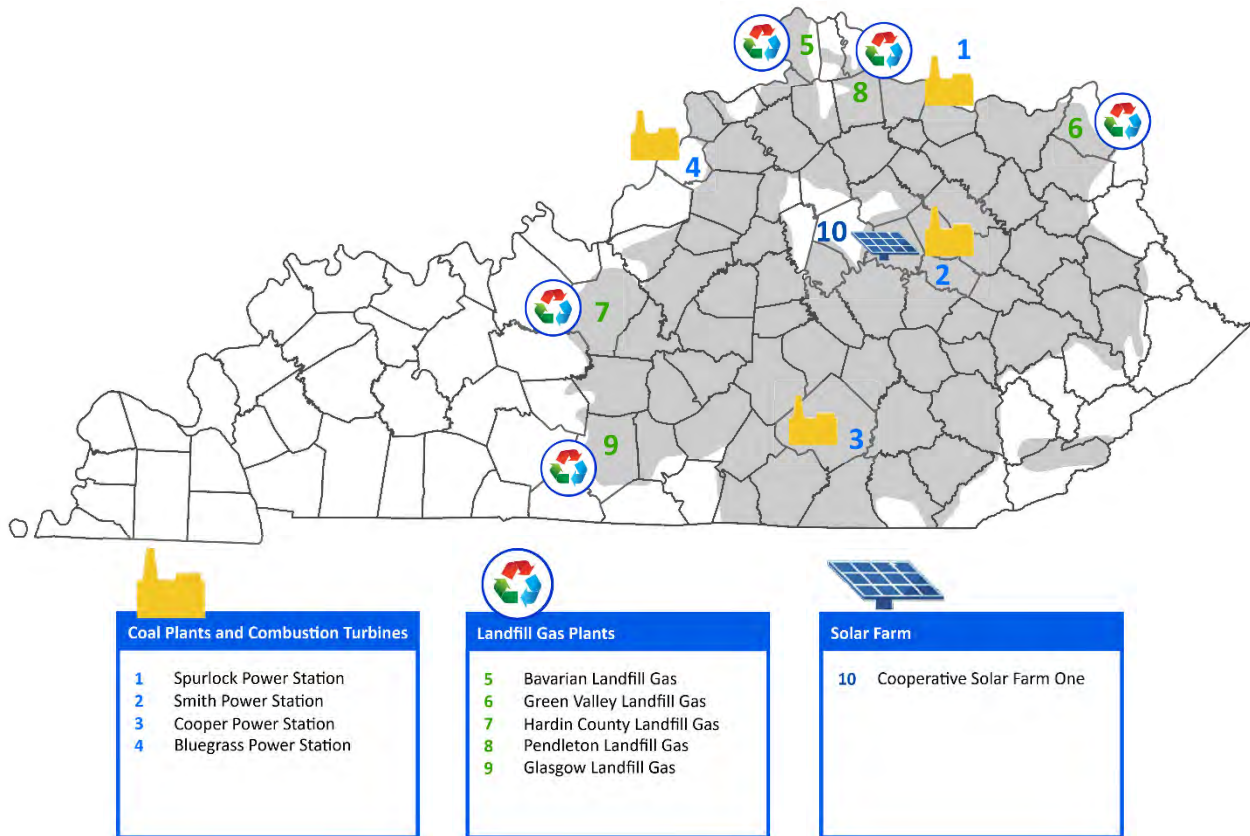 5
1
8
6
4
10
2
7
3
9
Coal Plants and Combustion Turbines
1 Spurlock Power Station
2 Smith Power Station
3 Cooper Power Station
4 Bluegrass Power Station
Landfill Gas Plants
5 Bavarian Landfill Gas
6 Green Valley Landfill Gas
7 Hardin County Landfill Gas
8 Pendleton Landfill Gas
9 Glasgow Landfill Gas
Solar Farm
10 Cooperative Solar Farm One